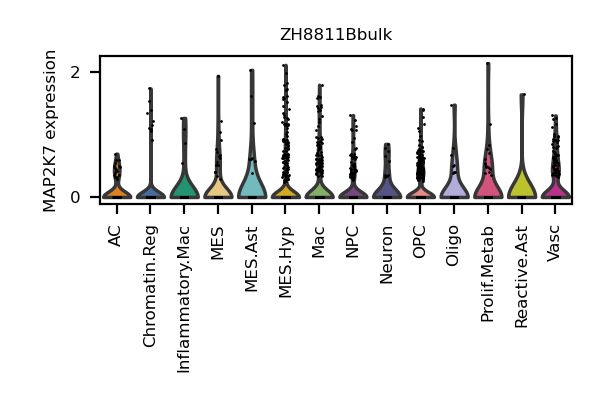 ZH8811Bbulk
MAP2K7 expression
2
0
AC
Chromatin.Reg
Inflammatory.Mac
MES
MES.Ast
MES.Hyp
Mac
NPC
Neuron
OPC
Oligo
Prolif.Metab
Reactive.Ast
Vasc